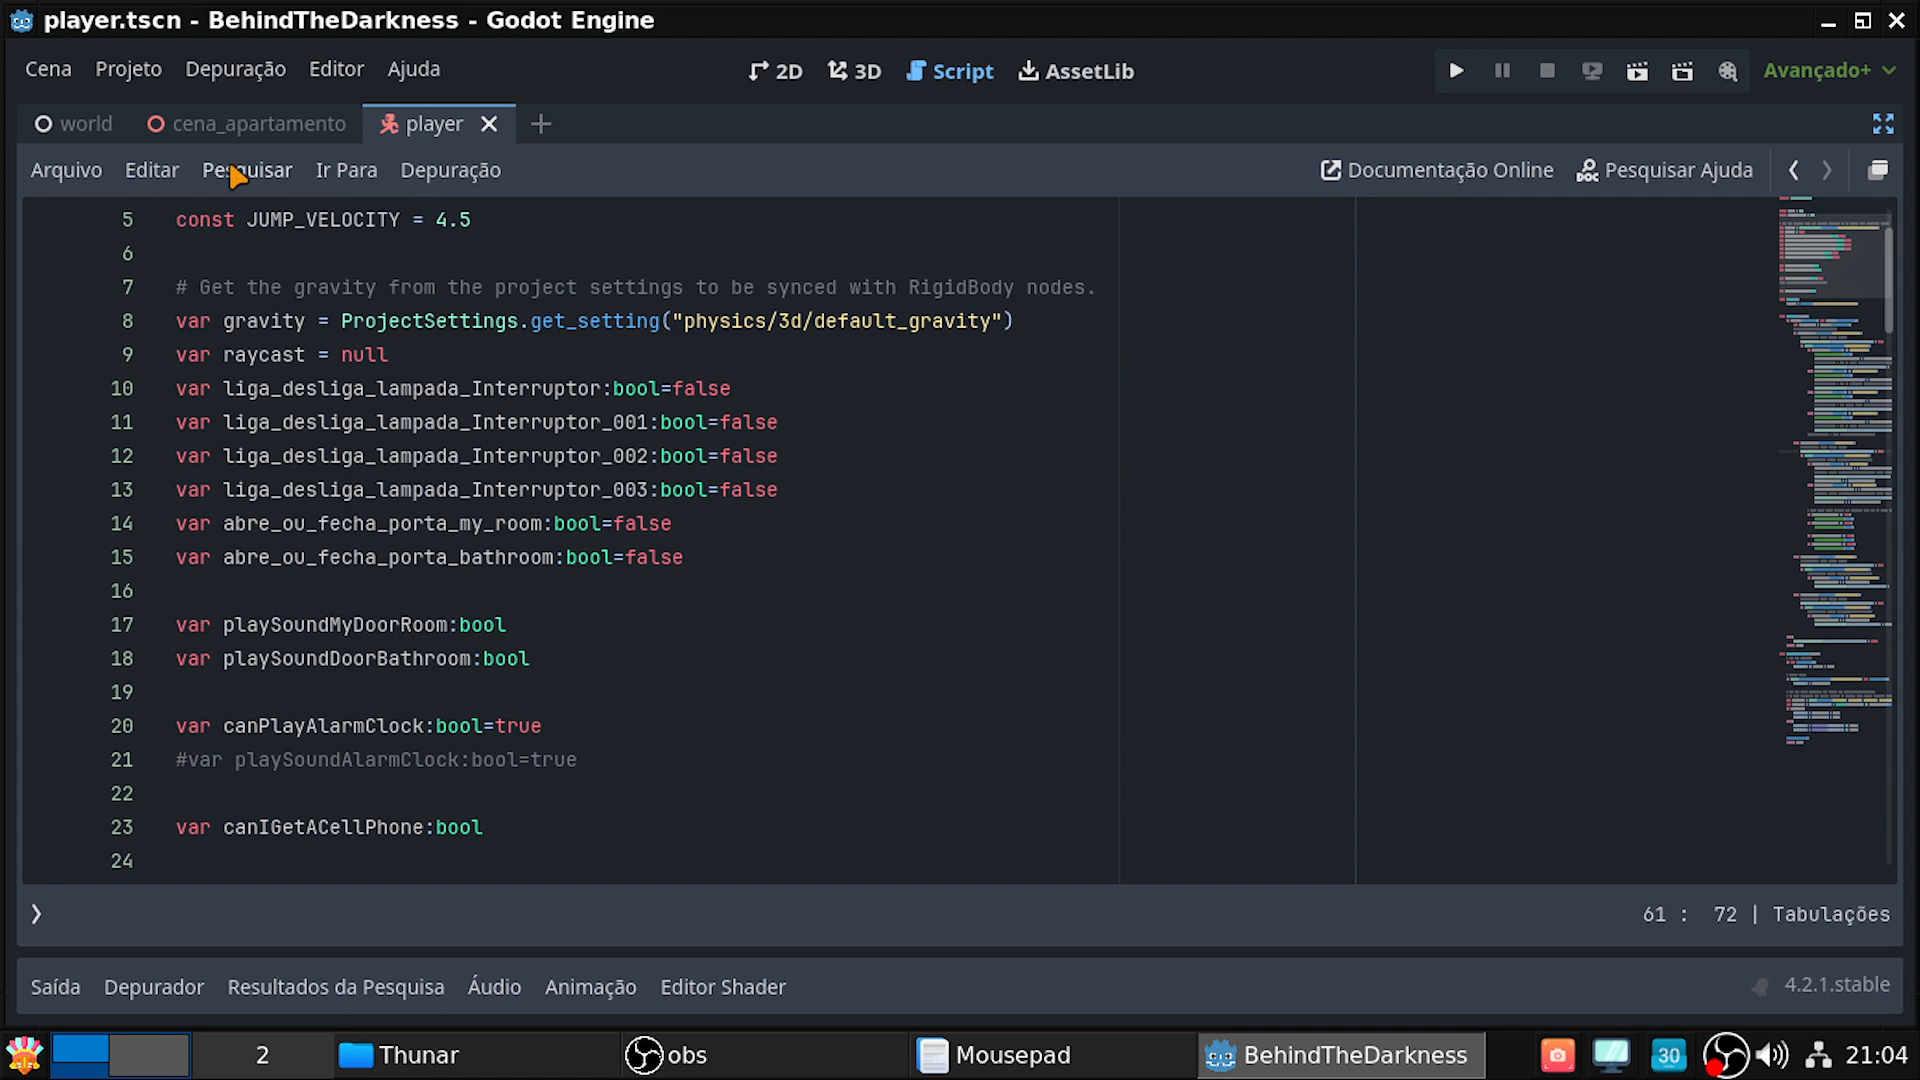 player.tscn - BehindTheDarkness - Godot Engine
Cena Projeto Depuração Editor Ajuda 2D 3D Script AssetLib Avançado+
world cena_apartamento player
Arquivo Editar Pesquisar Ir Para Depuração Documentação Online DOC Pesquisar Ajuda
5 const JUMP_VELOCITY = 4.5
6
7 # Get the gravity from the project settings to be synced with RigidBody nodes.
8 var gravity = ProjectSettings.get_setting("physics/3d/default_gravity")
9 var raycast = null
10 var liga_desliga_lampada_Interruptor:bool=false
11 var liga_desliga_lampada_Interruptor_001:bool=false
12 var liga_desliga_lampada_Interruptor_002:bool=false
13 var liga_desliga_lampada_Interruptor_003:bool=false
14 var abre_ou_fecha_porta_my_room:bool=false
15 var abre_ou_fecha_porta_bathroom:bool=false
16
17 var playSoundMyDoorRoom:bool
18 var playSoundDoorBathroom:bool
19
20 var canPlayAlarmClock:bool=true
21 #var playSoundAlarmClock:bool=true
22
23 var canIGetACellPhone:bool
24
61 : 72 | Tabulações
Saída Depurador Resultados da Pesquisa Áudio Animação Editor Shader 4.2.1.stable
2 Thunar obs Mousepad BehindTheDarkness 30 21:04